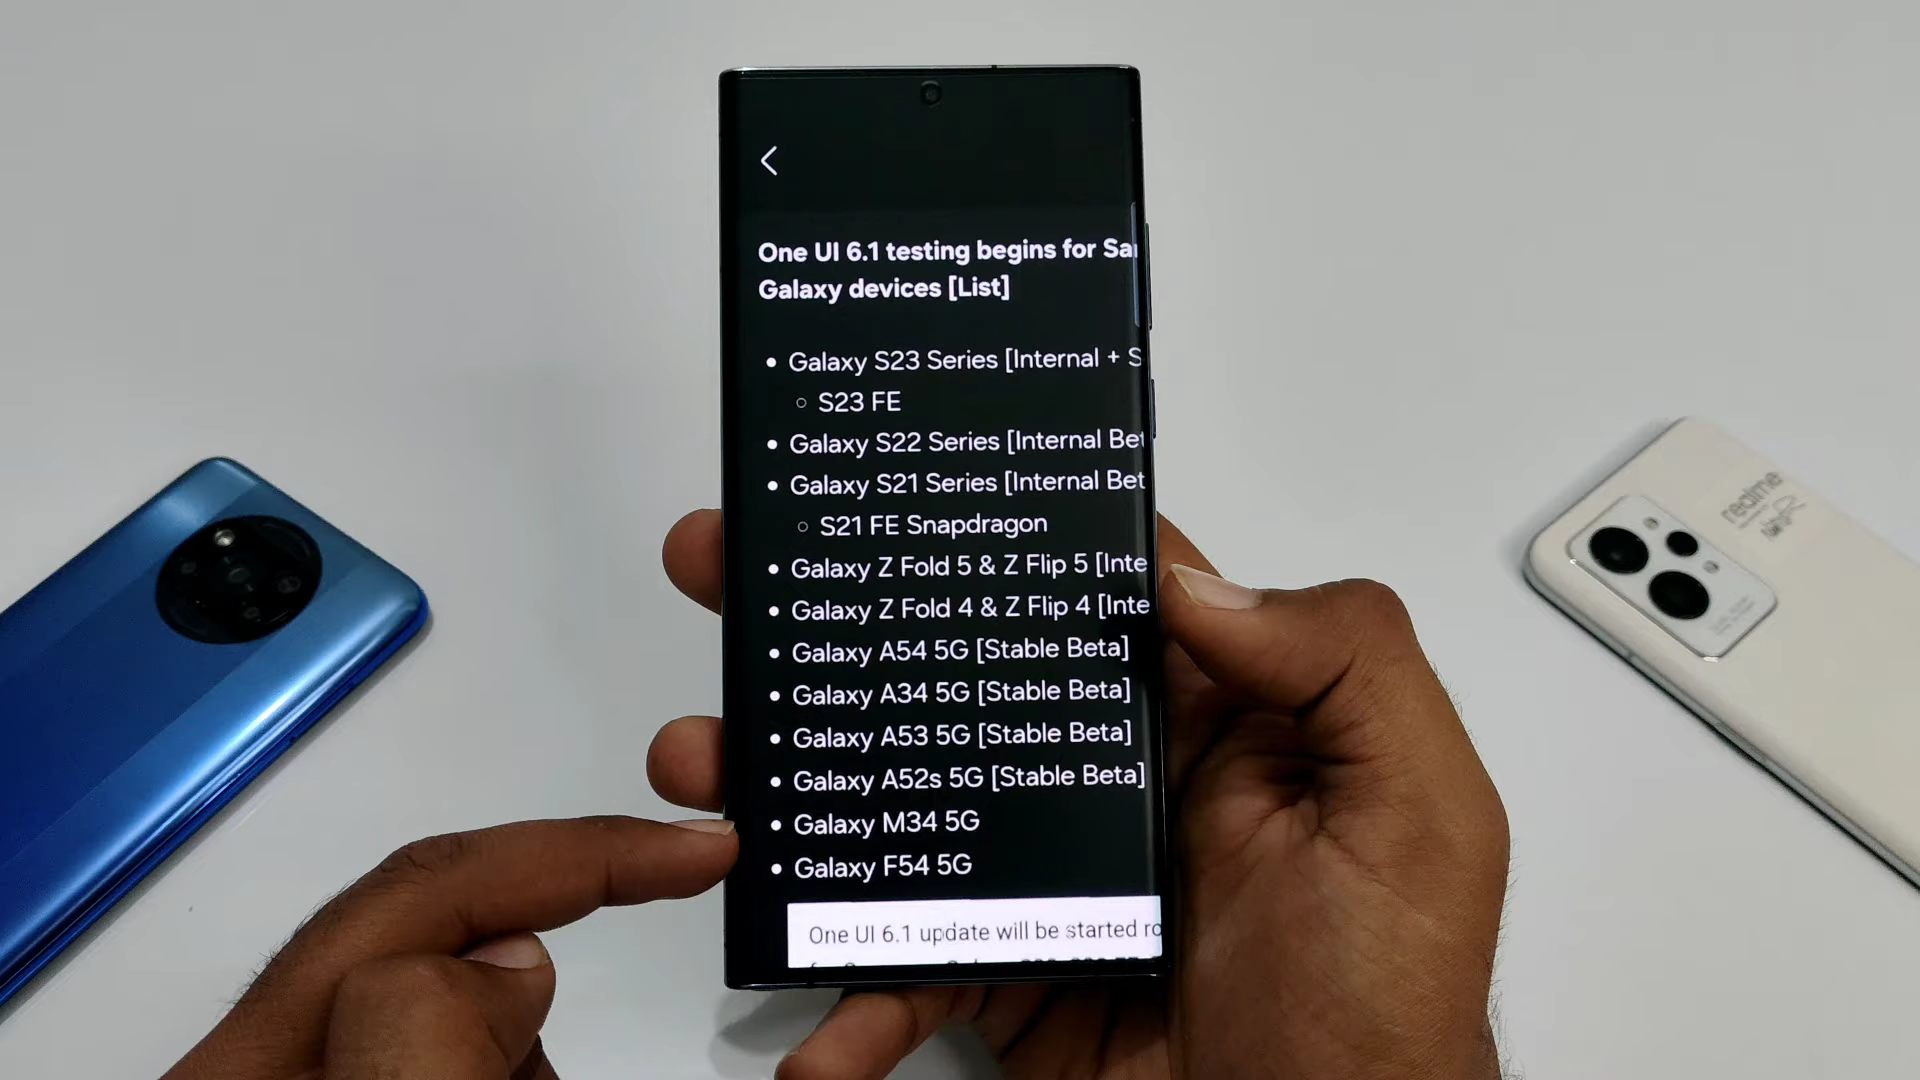 One UI 6.1 testing begins for Sa
Galaxy devices [List]
Galaxy S23 Series [Internal + S
S23 FE
Galaxy S22 Series [Internal Bet
Galaxy S21 Series [Internal Bet
S21 FE Snapdragon
Galaxy Z Fold 5 & Z Flip 5 [Inte
Galaxy Z Fold 4 & Z Flip 4 [Inte
Galaxy A54 5G [Stable Beta]
Galaxy A34 5G [Stable Beta]
Galaxy A53 5G [Stable Beta]
Galaxy A52s 5G [Stable Beta]
Galaxy M34 5G
Galaxy F54 5G
One UI 6.1 update will be started ro
realme